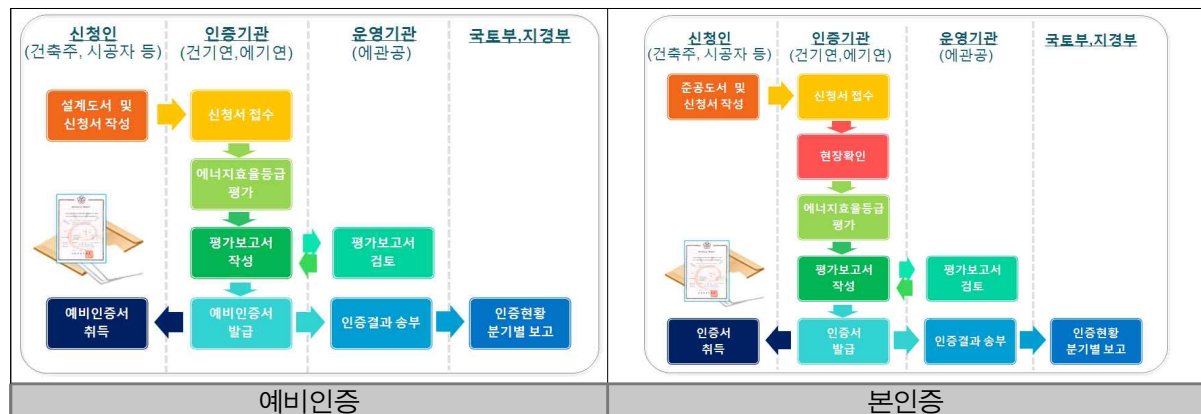 신청인
(건축주, 시공자 등)
인증기관
(건기연,에기연)
운영기관
(에관공)
국토부,지경부
설계도서 및
신청서 작성
신청서 접수
에너지효율등급
평가
평가보고서
작성
평가보고서
검토
예비인증서
취득
예비인증서
발급
인증결과 송부
인증현황
분기별 보고
예비인증
신청인
(건축주, 시공자 등)
인증기관
(건기연,에기연)
운영기관
(에관공)
국토부,지경부
준공도서 및
신청서 작성
신청서 접수
현장확인
에너지효율등급
평가
평가보고서
작성
평가보고서
검토
인증서
취득
인증서
발급
인증결과 송부
인증현황
분기별 보고
본인증